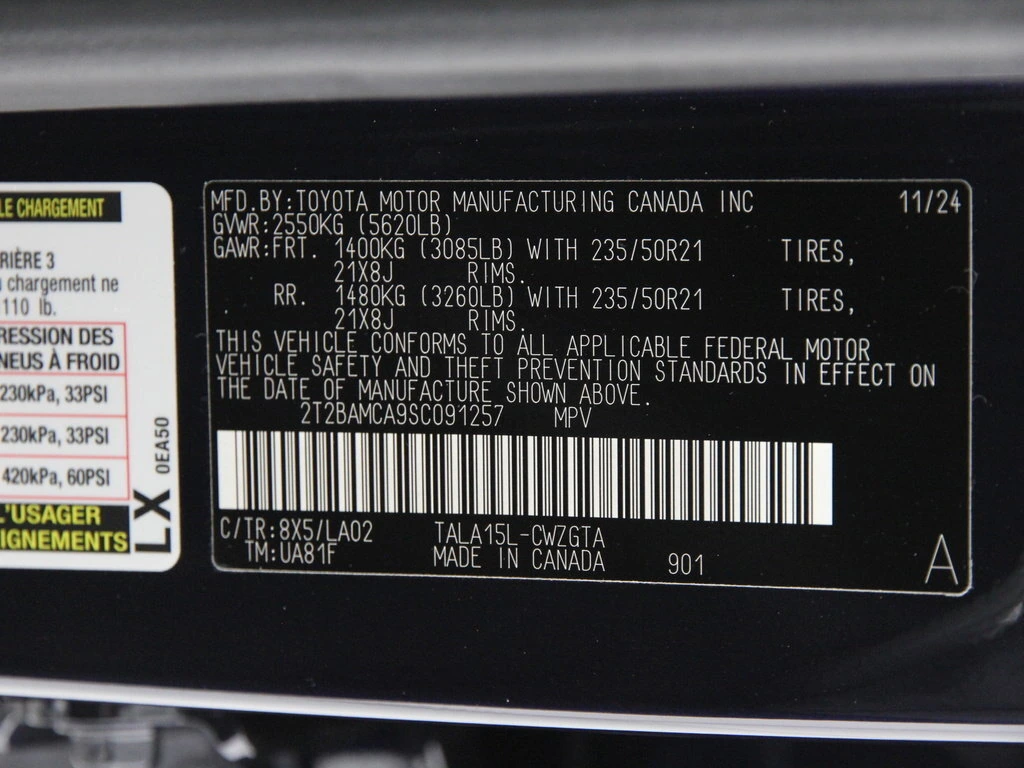 LE CHARGEMENT
RIÈRE 3
chargement ne
110 lb.
RESSION DES
NEUS À FROID
230kPa, 33PSI
230kPa, 33PSI
420kPa, 60PSI
L'USAGER
IGNEMENTS
LX
0EA50
MFD.BY:TOYOTA MOTOR MANUFACTURING CANADA INC 11/24
GVWR:2550KG (5620LB)
GAWR:FRT. 1400KG (3085LB) WITH 235/50R21 TIRES,
21X8J RIMS.
RR. 1480KG (3260LB) WITH 235/50R21 TIRES,
21X8J RIMS.
THIS VEHICLE CONFORMS TO ALL APPLICABLE FEDERAL MOTOR
VEHICLE SAFETY AND THEFT PREVENTION STANDARDS IN EFFECT ON
THE DATE OF MANUFACTURE SHOWN ABOVE.
2T2BAMCA9SC091257 MPV
C/TR:8X5/LA02 TALA15L-CWZGTA
TM:UA81F MADE IN CANADA 901
A